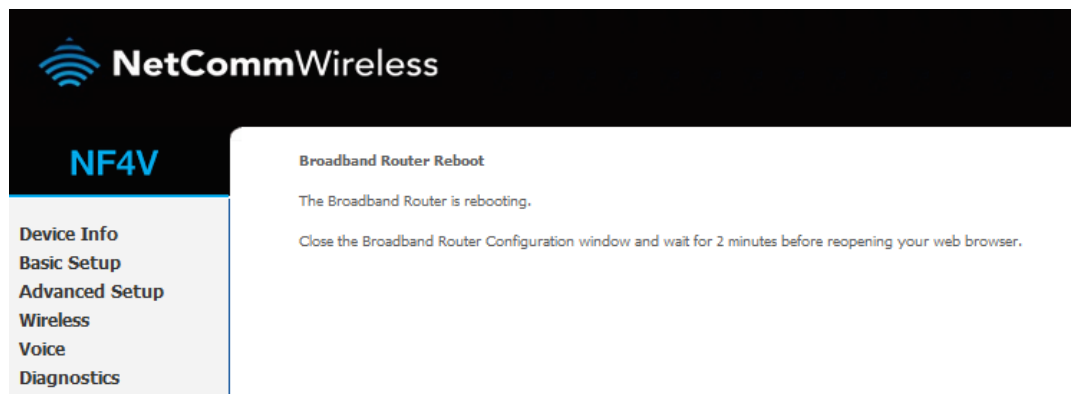 NetCommWireless
NF4V
Device Info
Basic Setup
Advanced Setup
Wireless
Voice
Diagnostics
Broadband Router Reboot
The Broadband Router is rebooting.
Close the Broadband Router Configuration window and wait for 2 minutes before reopening your web browser.